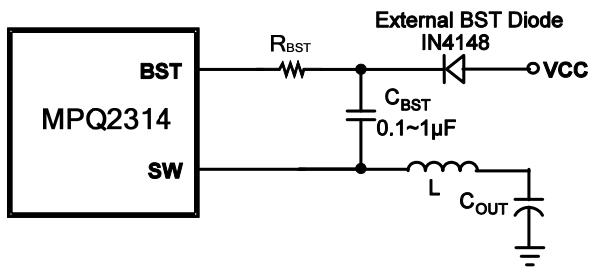 External BST Diode
IN4148
RBST
BST
VCC
CBST
0.1~1µF
MPQ2314
SW
L
COUT